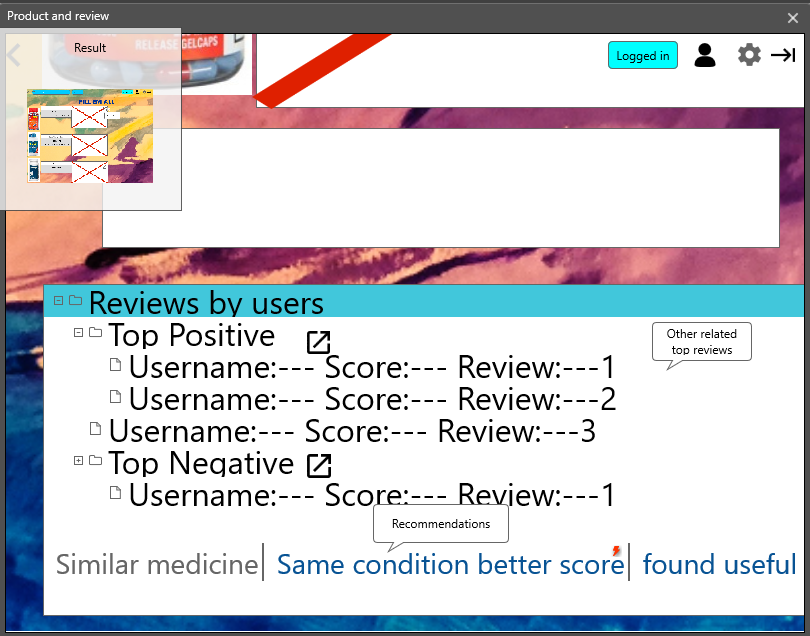 Product and review
Result
RELEASE GELCAPS
Logged in
FILL EM ALL
Reviews by users
Top Positive
Other related
top reviews
Username:--- Score:--- Review:---1
Username:--- Score:--- Review:---2
Username:--- Score:--- Review:---3
Top Negative
Username:--- Score:--- Review:---1
Recommendations
Similar medicine
Same condition better score
found useful